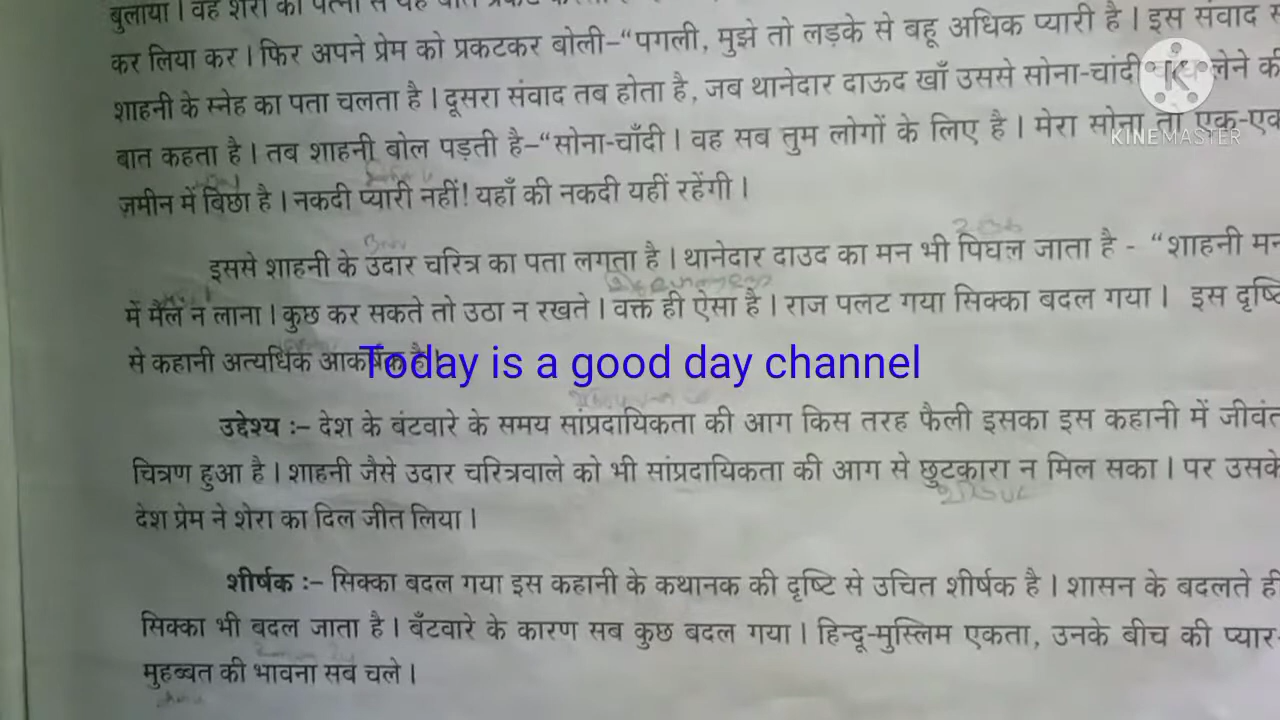 बुलाया । वह शेरा की पत्नी से यह बात प्रकट
कर लिया कर । फिर अपने प्रेम को प्रकटकर बोली–“पगली, मुझे तो लड़के से बहू अधिक प्यारी है । इस संवाद
शाहनी के स्नेह का पता चलता है । दूसरा संवाद तब होता है, जब थानेदार दाऊद खाँ उससे सोना-चांदी लेने की
KINEMASTER
बात कहता है । तब शाहनी बोल पड़ती है–“सोना-चाँदी । वह सब तुम लोगों के लिए है । मेरा सोना तो एक-एक
ज़मीन में बिछा है । नकदी प्यारी नहीं! यहाँ की नकदी यहीं रहेंगी ।
इससे शाहनी के उदार चरित्र का पता लगता है । थानेदार दाउद का मन भी पिघल जाता है - “शाहनी मन
में मैल न लाना । कुछ कर सकते तो उठा न रखते । वक्त ही ऐसा है । राज पलट गया सिक्का बदल गया । इस दृष्टि
से कहानी अत्यधिक आकर्षक है ।
Today is a good day channel
उद्देश्य :– देश के बंटवारे के समय सांप्रदायिकता की आग किस तरह फैली इसका इस कहानी में जीवंत
चित्रण हुआ है । शाहनी जैसे उदार चरित्रवाले को भी सांप्रदायिकता की आग से छुटकारा न मिल सका । पर उसके
देश प्रेम ने शेरा का दिल जीत लिया ।
शीर्षक :– सिक्का बदल गया इस कहानी के कथानक की दृष्टि से उचित शीर्षक है । शासन के बदलते ही
सिक्का भी बदल जाता है । बँटवारे के कारण सब कुछ बदल गया । हिन्दू-मुस्लिम एकता, उनके बीच की प्यार
मुहब्बत की भावना सब चले ।